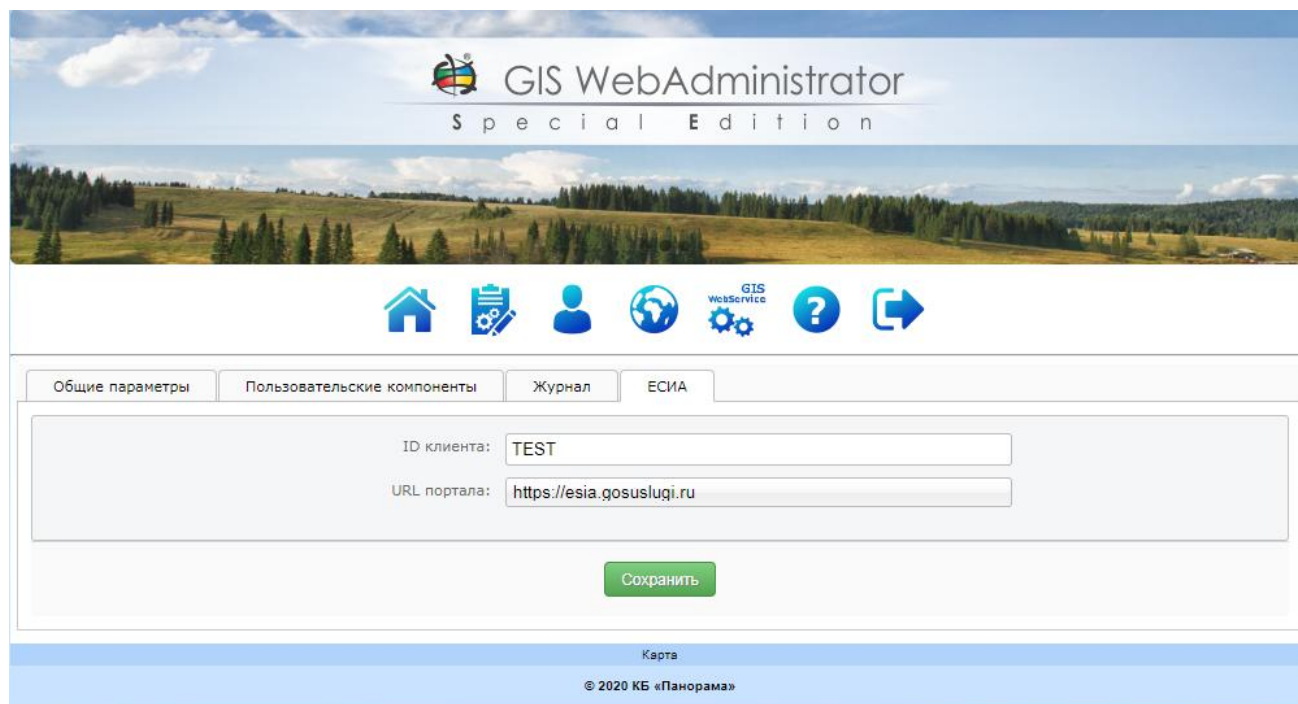 GIS WebAdministrator
Special Edition
GIS
WebService
Общие параметры
Пользовательские компоненты
Журнал
ЕСИА
ID клиента:
TEST
URL портала:
https://esia.gosuslugi.ru
Сохранить
Карта
© 2020 КБ «Панорама»